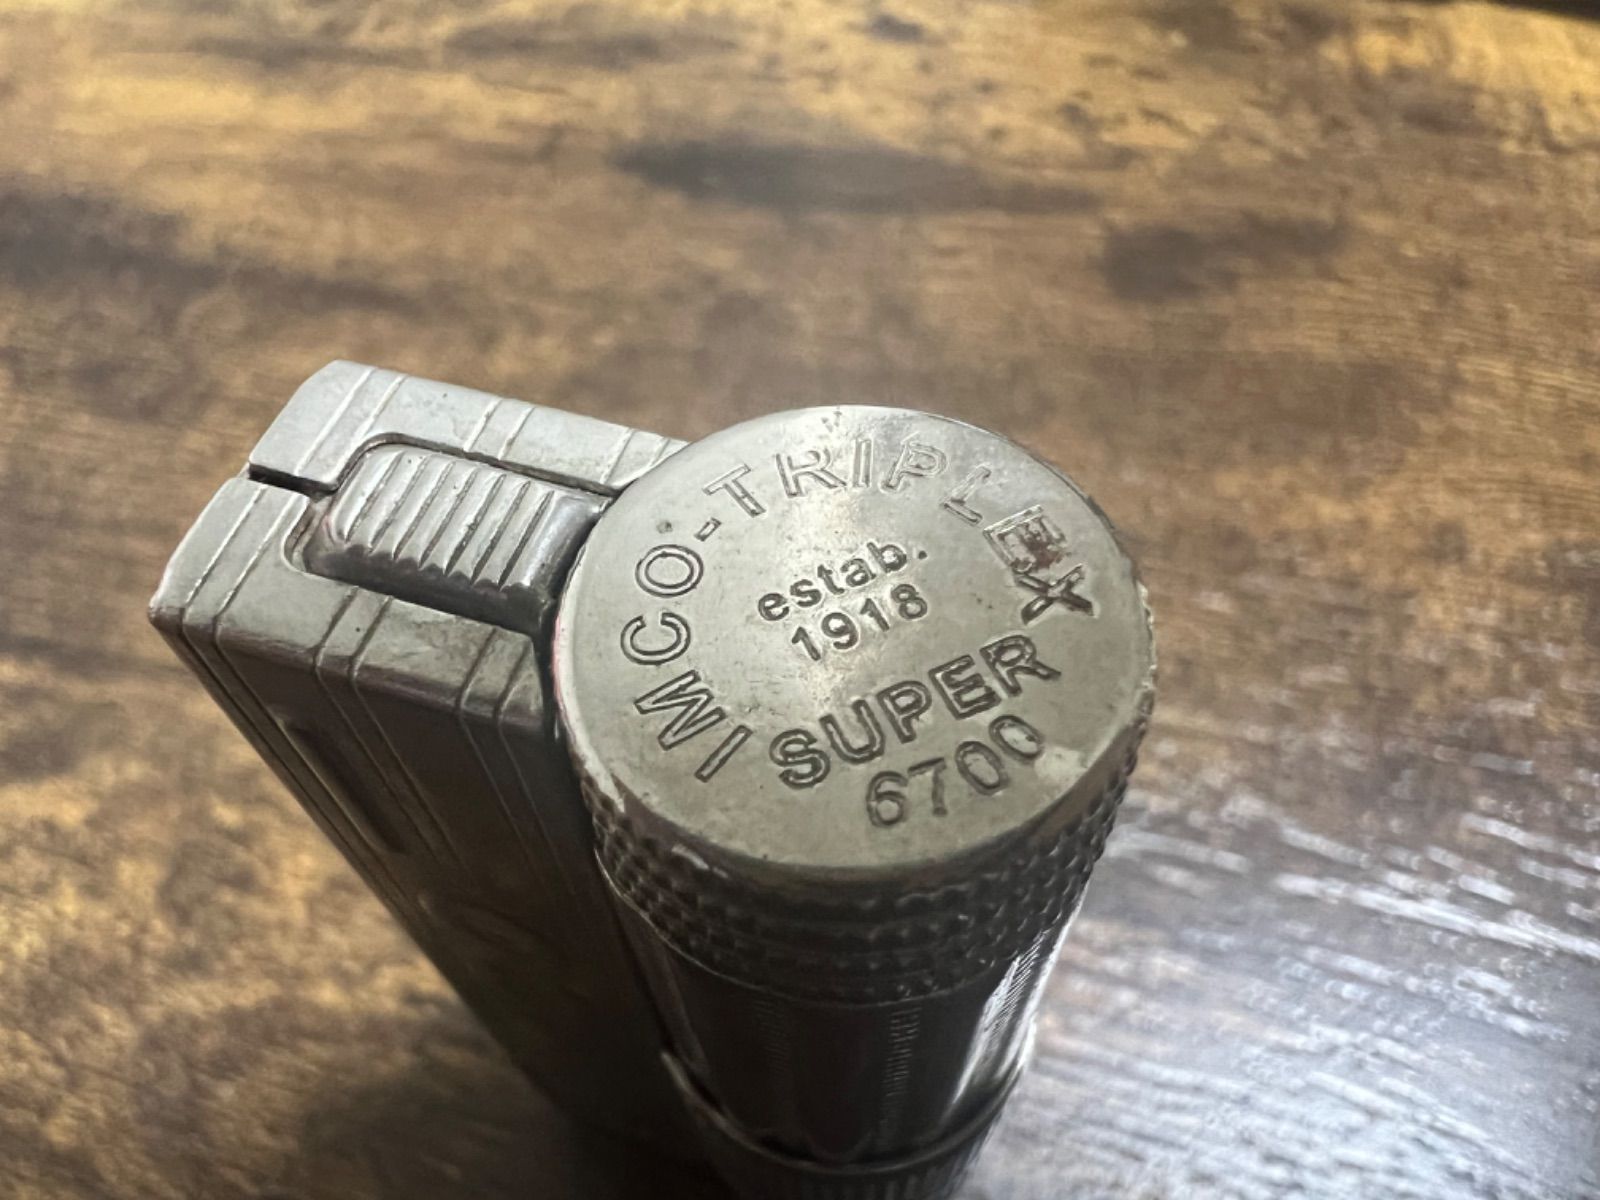 IMCO-TRIPLEX
estab.
1918
SUPER
6700